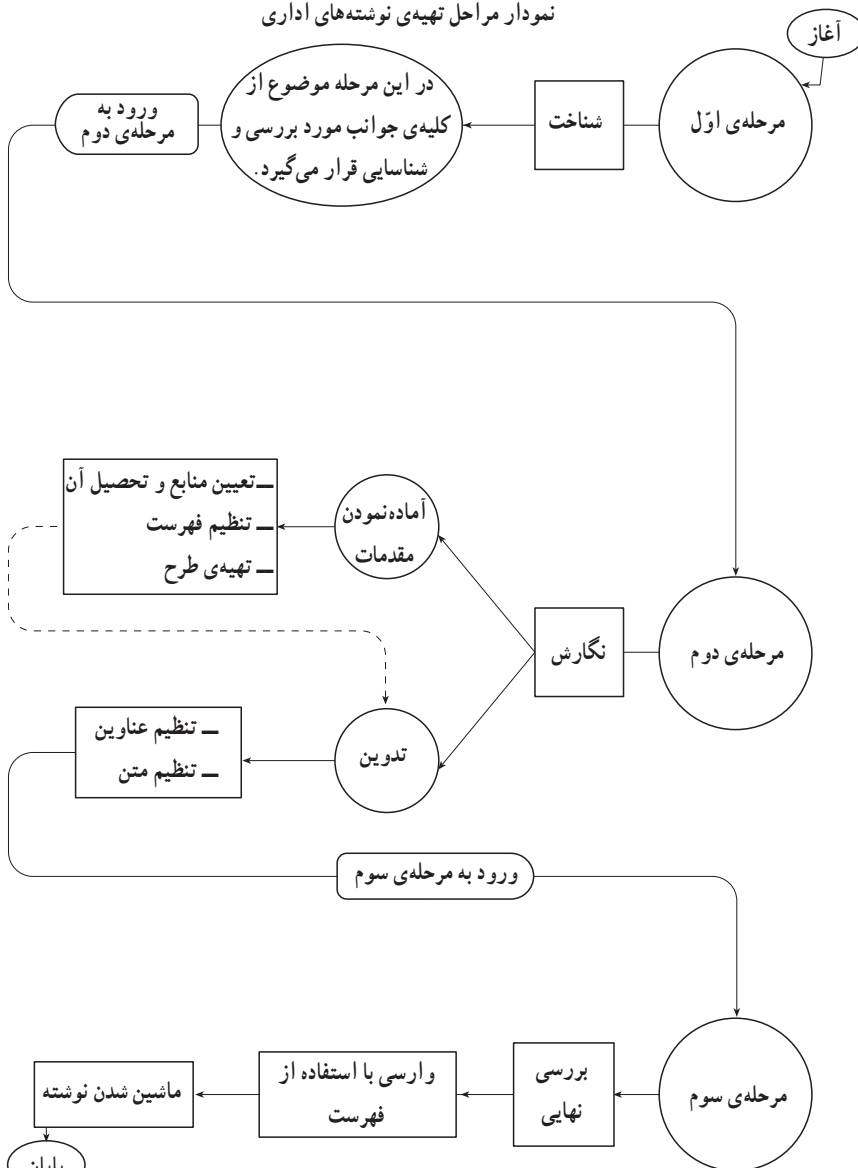 نمودار مراحل تهیه‌ی نوشته‌های اداری
آغاز
مرحله‌ی اوّل
شناخت
در این مرحله موضوع از
کلیه‌ی جوانب مورد بررسی و
شناسایی قرار می‌گیرد.
ورود به
مرحله‌ی دوم
مرحله‌ی دوم
نگارش
آماده‌نمودن
مقدمات
ــ تعیین منابع و تحصیل آن
ــ تنظیم فهرست
ــ تهیه‌ی طرح
تدوین
ــ تنظیم عناوین
ــ تنظیم متن
ورود به مرحله‌ی سوم
مرحله‌ی سوم
بررسی
نهایی
وارسی با استفاده از
فهرست
ماشین شدن نوشته
پایان